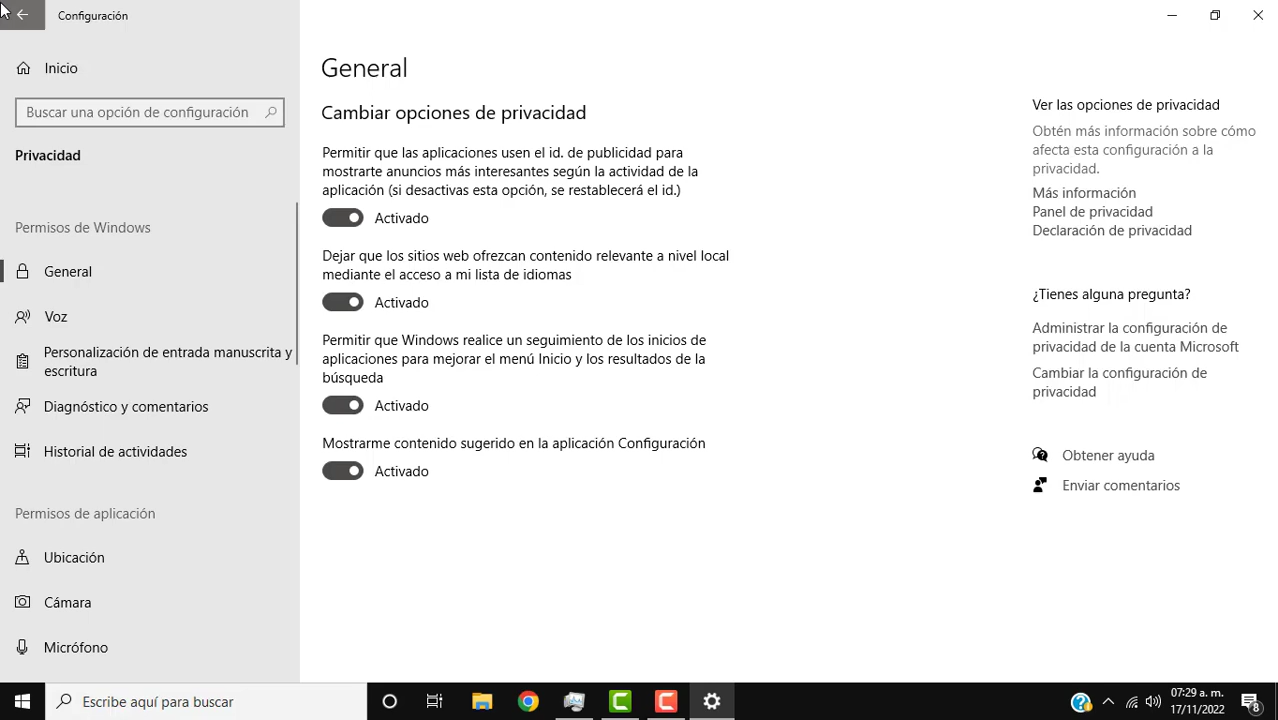 Configuración
Inicio
Buscar una opción de configuración
Privacidad
Permisos de Windows
General
Voz
Personalización de entrada manuscrita y
escritura
Diagnóstico y comentarios
Historial de actividades
Permisos de aplicación
Ubicación
Cámara
Micrófono
General
Cambiar opciones de privacidad
Permitir que las aplicaciones usen el id. de publicidad para
mostrarte anuncios más interesantes según la actividad de la
aplicación (si desactivas esta opción, se restablecerá el id.)
Activado
Dejar que los sitios web ofrezcan contenido relevante a nivel local
mediante el acceso a mi lista de idiomas
Activado
Permitir que Windows realice un seguimiento de los inicios de
aplicaciones para mejorar el menú Inicio y los resultados de la
búsqueda
Activado
Mostrarme contenido sugerido en la aplicación Configuración
Activado
Ver las opciones de privacidad
Obtén más información sobre cómo
afecta esta configuración a la
privacidad.
Más información
Panel de privacidad
Declaración de privacidad
¿Tienes alguna pregunta?
Administrar la configuración de
privacidad de la cuenta Microsoft
Cambiar la configuración de
privacidad
Obtener ayuda
Enviar comentarios
Escribe aquí para buscar
07:29 a. m.
17/11/2022
8